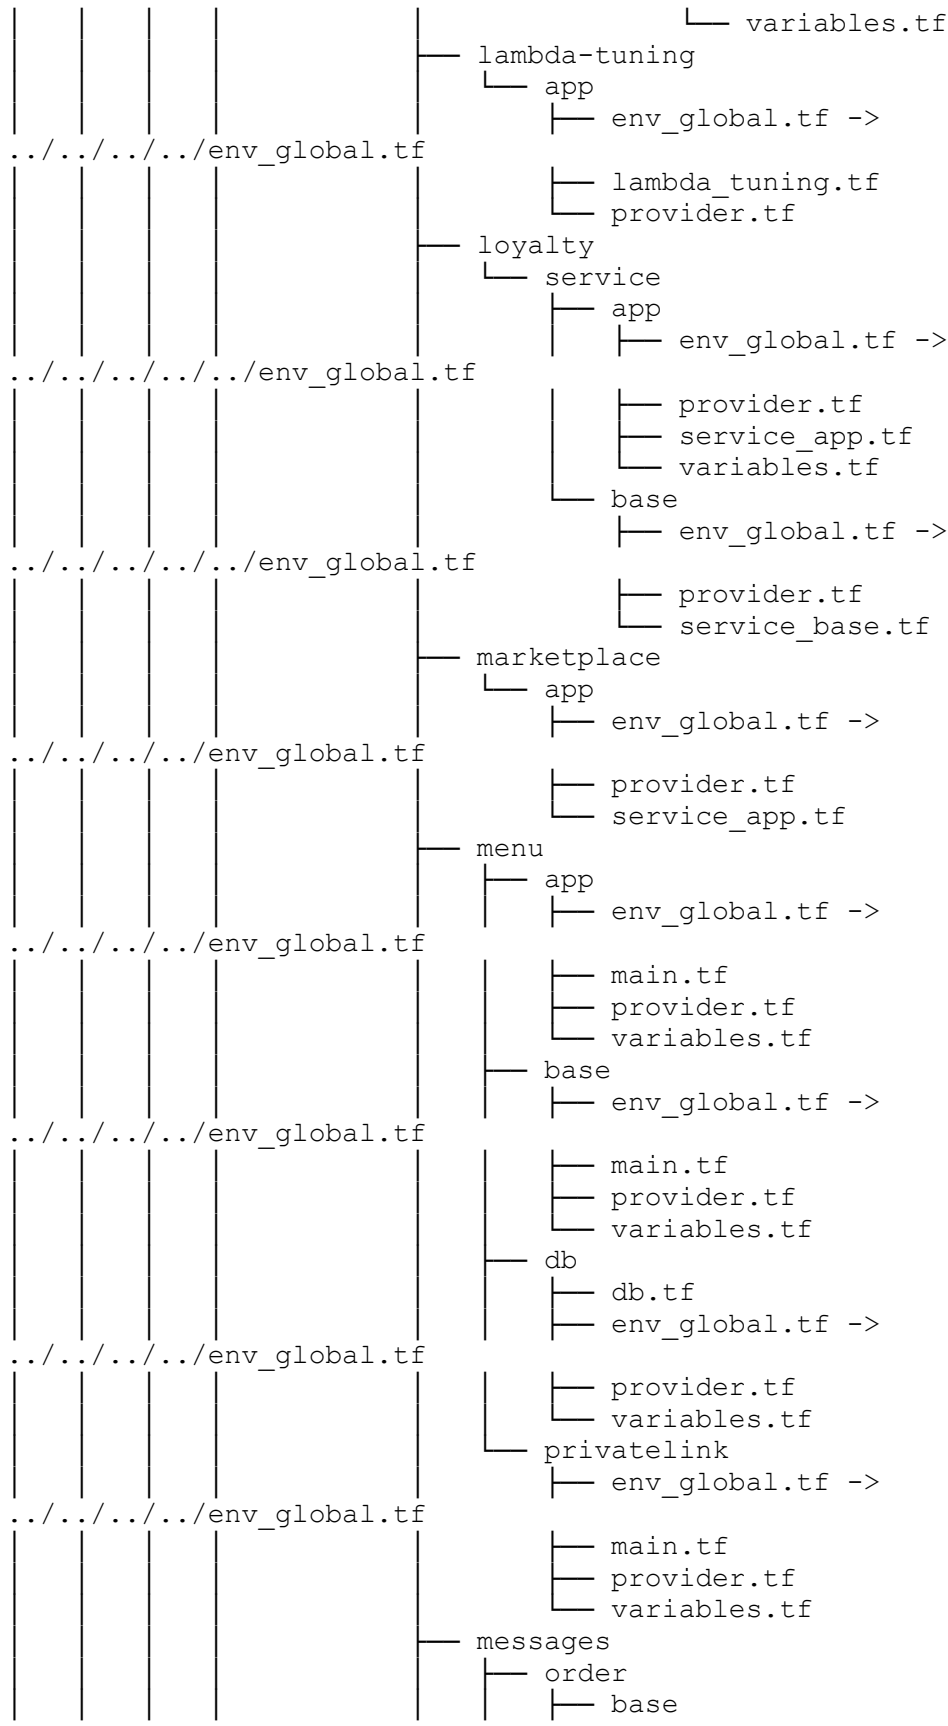 │   │   │   │           │               └── variables.tf
│   │   │   │           ├── lambda-tuning
│   │   │   │           │   └── app
│   │   │   │           │       ├── env_global.tf ->
../../../../env_global.tf
│   │   │   │           │       ├── lambda_tuning.tf
│   │   │   │           │       └── provider.tf
│   │   │   │           ├── loyalty
│   │   │   │           │   └── service
│   │   │   │           │       ├── app
│   │   │   │           │       │   ├── env_global.tf ->
../../../../../env_global.tf
│   │   │   │           │       │   ├── provider.tf
│   │   │   │           │       │   ├── service_app.tf
│   │   │   │           │       │   └── variables.tf
│   │   │   │           │       └── base
│   │   │   │           │           ├── env_global.tf ->
../../../../../env_global.tf
│   │   │   │           │           ├── provider.tf
│   │   │   │           │           └── service_base.tf
│   │   │   │           ├── marketplace
│   │   │   │           │   └── app
│   │   │   │           │       ├── env_global.tf ->
../../../../env_global.tf
│   │   │   │           │       ├── provider.tf
│   │   │   │           │       └── service_app.tf
│   │   │   │           ├── menu
│   │   │   │           │   ├── app
│   │   │   │           │   │   ├── env_global.tf ->
../../../../env_global.tf
│   │   │   │           │   │   ├── main.tf
│   │   │   │           │   │   ├── provider.tf
│   │   │   │           │   │   └── variables.tf
│   │   │   │           │   ├── base
│   │   │   │           │   │   ├── env_global.tf ->
../../../../env_global.tf
│   │   │   │           │   │   ├── main.tf
│   │   │   │           │   │   ├── provider.tf
│   │   │   │           │   │   └── variables.tf
│   │   │   │           │   ├── db
│   │   │   │           │   │   ├── db.tf
│   │   │   │           │   │   ├── env_global.tf ->
../../../../env_global.tf
│   │   │   │           │   │   ├── provider.tf
│   │   │   │           │   │   └── variables.tf
│   │   │   │           │   └── privatelink
│   │   │   │           │       ├── env_global.tf ->
../../../../env_global.tf
│   │   │   │           │       ├── main.tf
│   │   │   │           │       ├── provider.tf
│   │   │   │           │       └── variables.tf
│   │   │   │           ├── messages
│   │   │   │           │   ├── order
│   │   │   │           │   │   ├── base